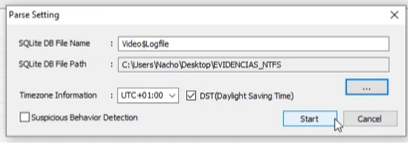 Parse Setting
SQLite DB File Name : Video$Logfile
SQLite DB File Path : C:\Users\Nacho\Desktop\EVIDENCIAS_NTFS
...
Timezone Information : UTC+01:00 DST(Daylight Saving Time)
Suspicious Behavior Detection
Start Cancel